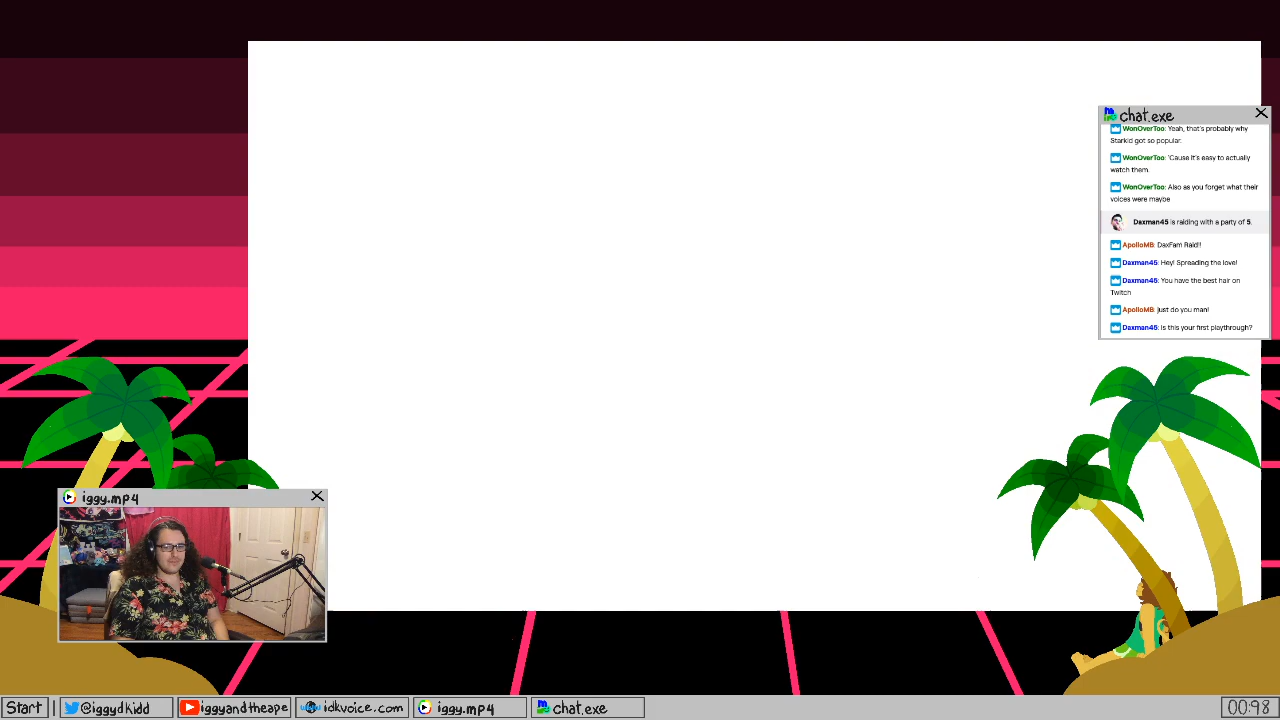 chat.exe
WonOverToo: Yeah, that's probably why
Starkid got so popular.
WonOverToo: 'Cause it's easy to actually
watch them.
WonOverToo: Also as you forget what their
voices were maybe
Daxman45 is raiding with a party of 5.
ApolloMB: DaxFam Raid!!
Daxman45: Hey! Spreading the love!
Daxman45: You have the best hair on
Twitch
ApolloMB: just do you man!
Daxman45: Is this your first playthrough?
iggy.mp4
Start | @iggydkidd iggyandtheape idkvoice.com iggy.mp4 chat.exe 00:98